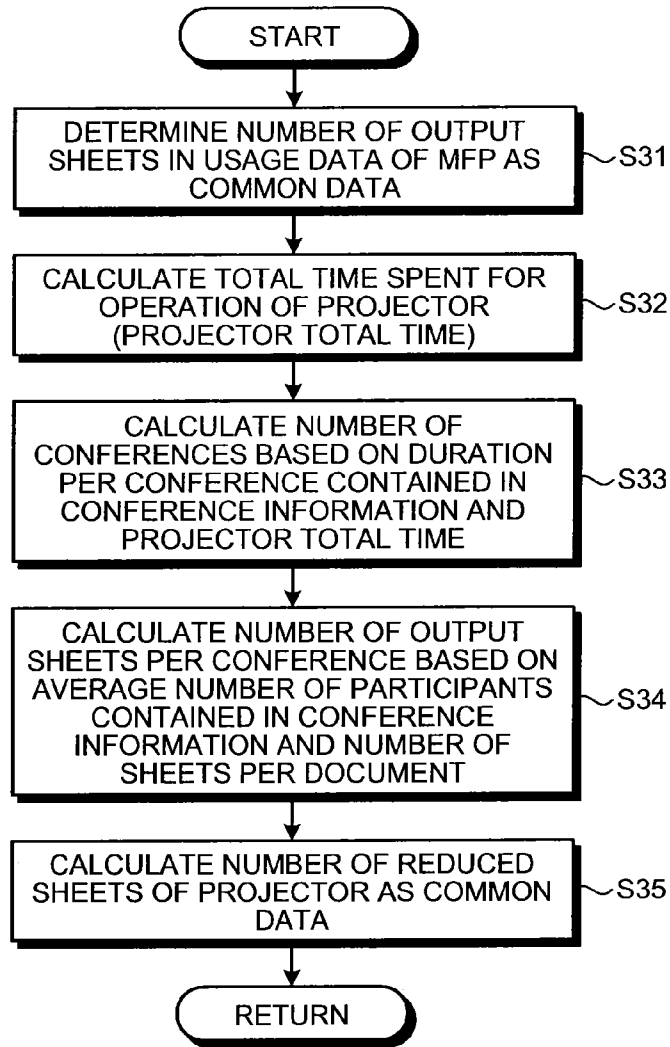 START
DETERMINE NUMBER OF OUTPUT
SHEETS IN USAGE DATA OF MFP AS
COMMON DATA
S31
CALCULATE TOTAL TIME SPENT FOR
OPERATION OF PROJECTOR
(PROJECTOR TOTAL TIME)
S32
CALCULATE NUMBER OF
CONFERENCES BASED ON DURATION
PER CONFERENCE CONTAINED IN
CONFERENCE INFORMATION AND
PROJECTOR TOTAL TIME
S33
CALCULATE NUMBER OF OUTPUT
SHEETS PER CONFERENCE BASED ON
AVERAGE NUMBER OF PARTICIPANTS
CONTAINED IN CONFERENCE
INFORMATION AND NUMBER OF
SHEETS PER DOCUMENT
S34
CALCULATE NUMBER OF REDUCED
SHEETS OF PROJECTOR AS COMMON
DATA
S35
RETURN